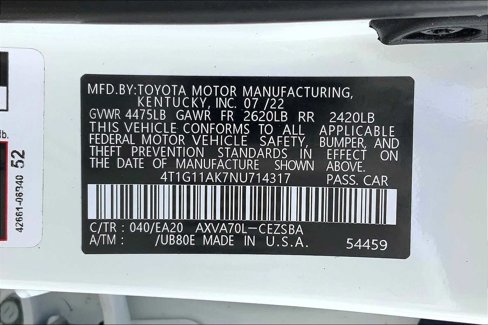 MFD. BY:TOYOTA MOTOR MANUFACTURING,
KENTUCKY, INC. 07/22
GVWR 4475LB GAWR FR 2620LB RR 2420LB
THIS VEHICLE CONFORMS TO ALL APPLICABLE
FEDERAL MOTOR VEHICLE SAFETY, BUMPER, AND
THEFT PREVENTION STANDARDS IN EFFECT ON
THE DATE OF MANUFACTURE SHOWN ABOVE.
4T1G11AK7NU714317 PASS. CAR
C/TR : 040/EA20 AXVA70L-CEZSBA
A/TM : /UB80E MADE IN U.S.A. 54459
lb.
52